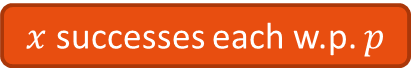 𝑥 successes each w.p. 𝑝